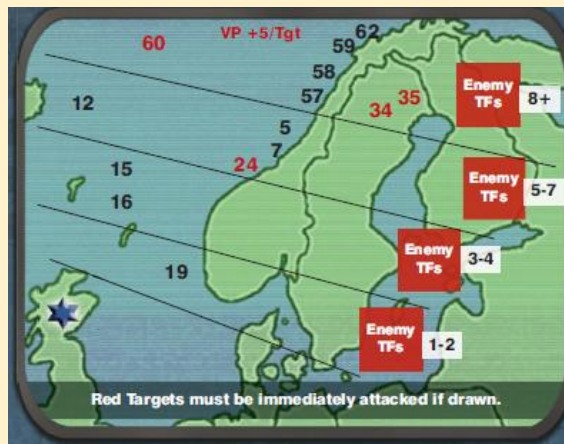 62
60
VP +5/Tgt
59
58
35
Enemy
TFs
8+
12
57
34
5
7
24
15
Enemy
TFs
5-7
16
Enemy
TFs
3-4
19
Enemy
TFs
1-2
Red Targets must be immediately attacked if drawn.